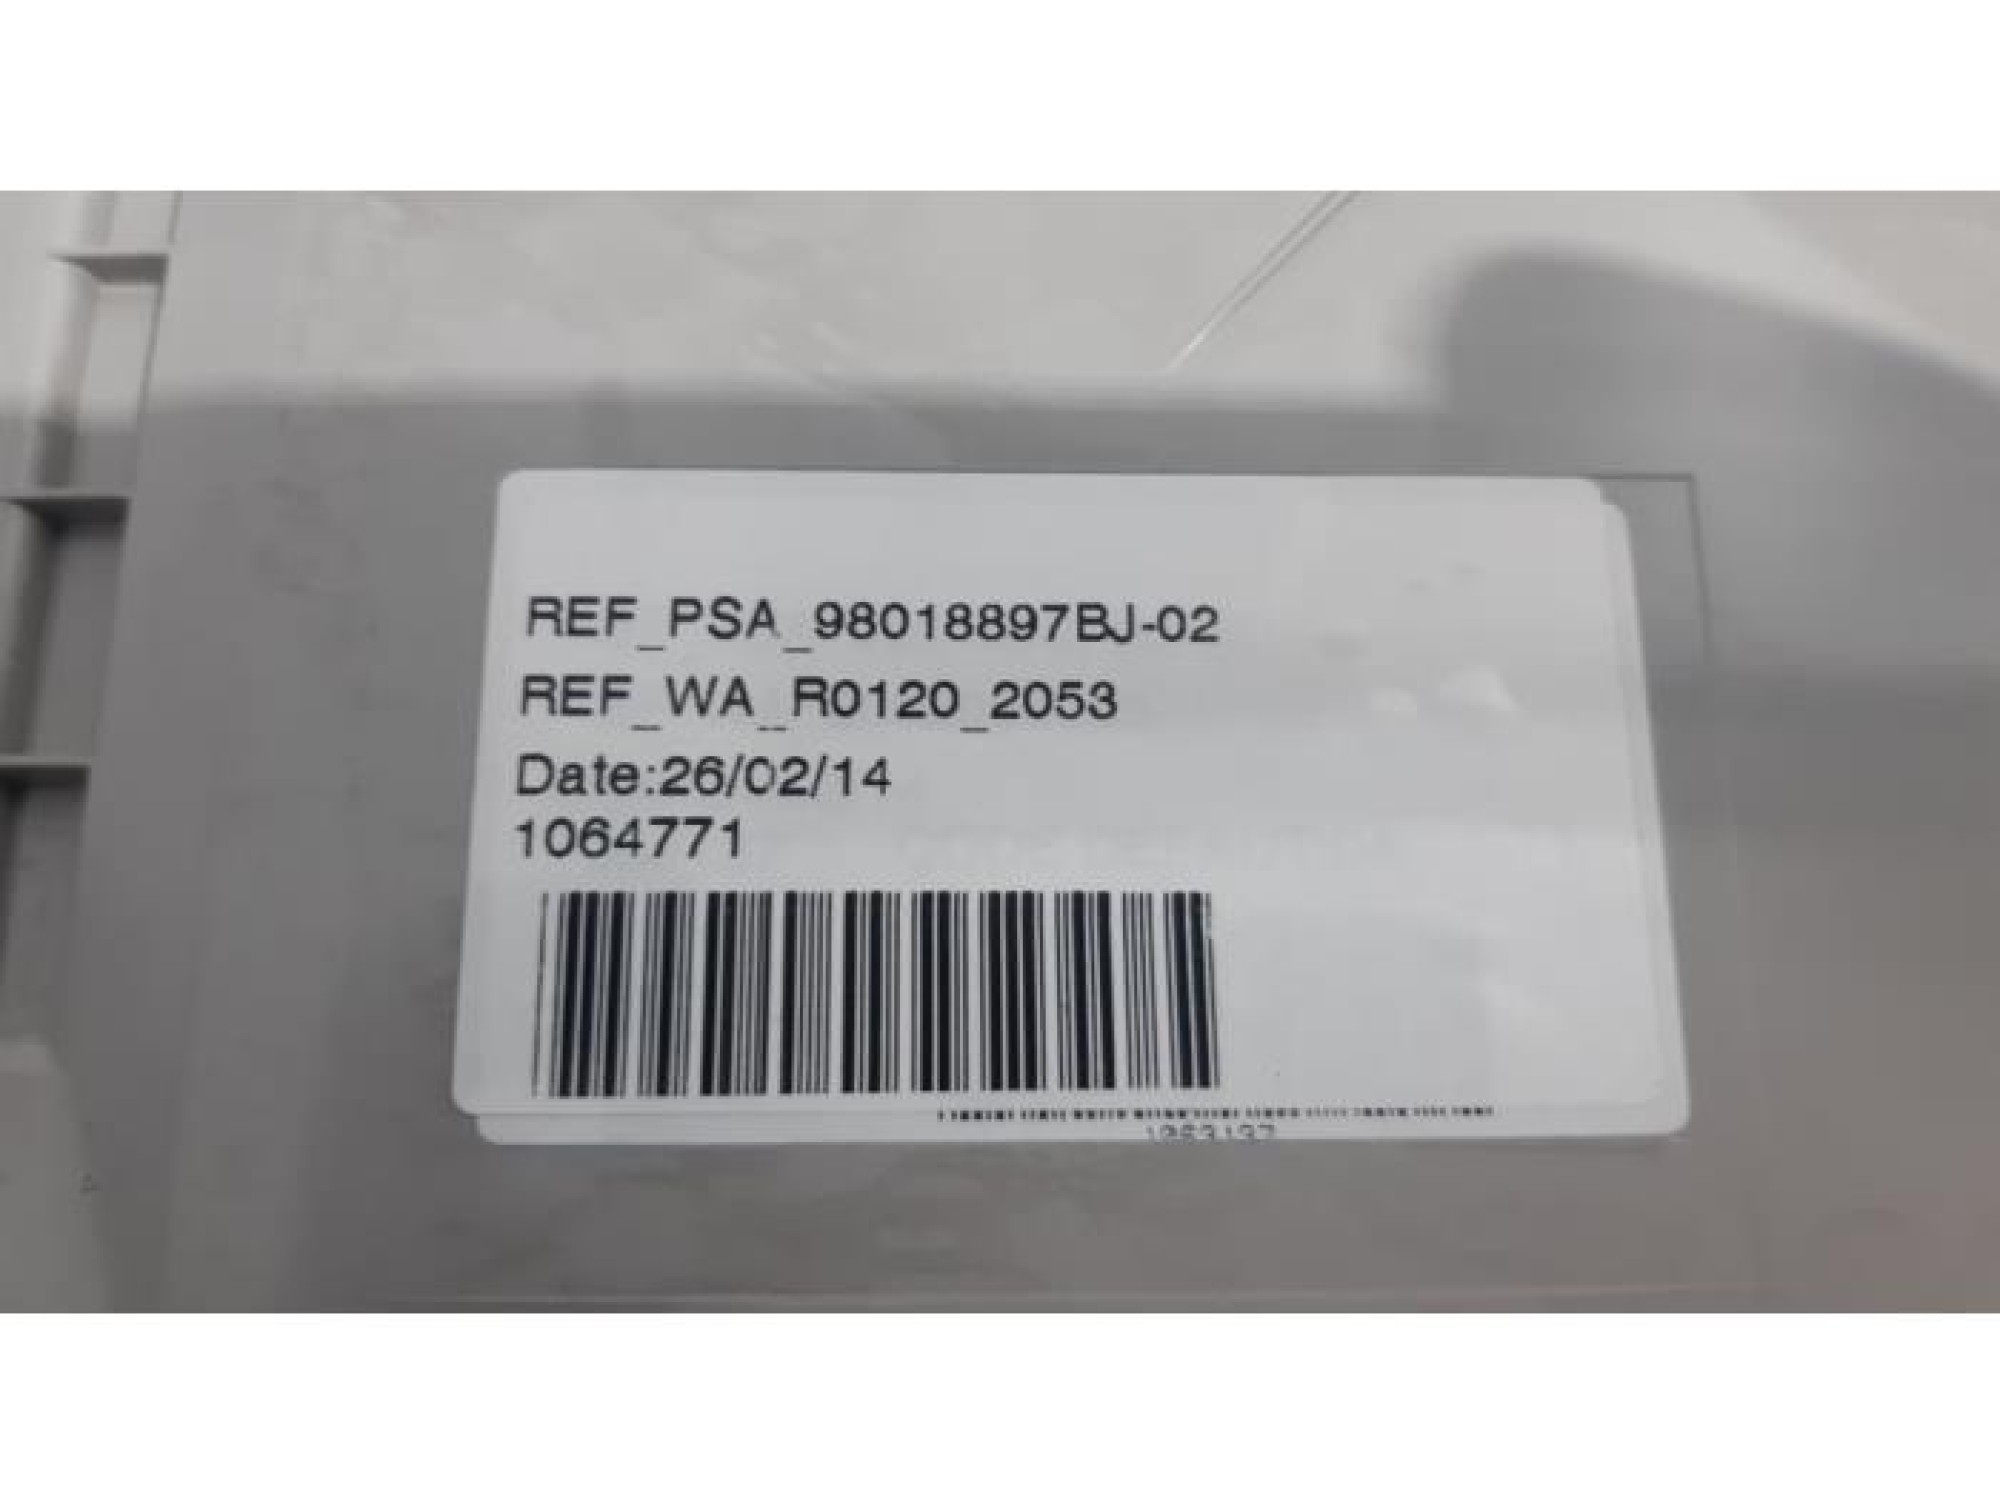 REF_PSA_98018897BJ-02
REF_WA_R0120_2053
Date:26/02/14
1064771